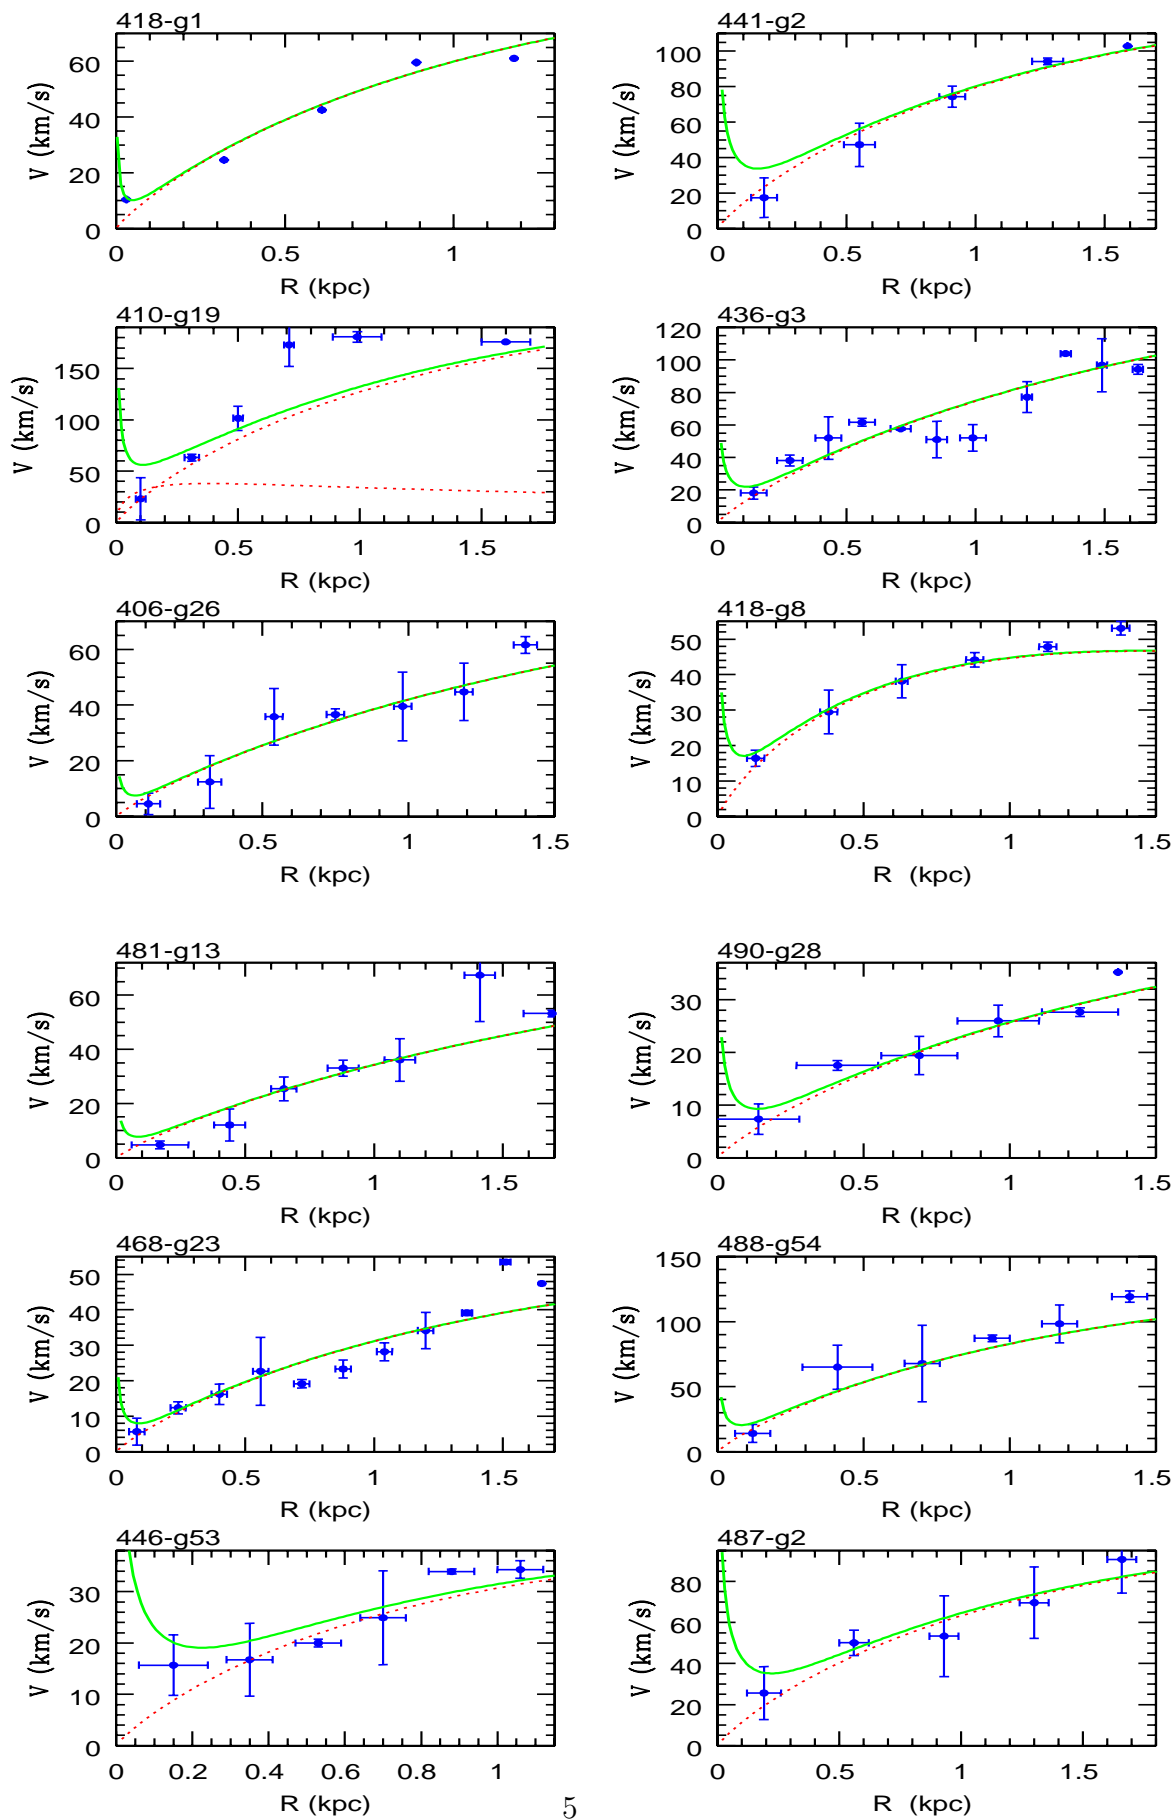 418-g1
60
40
20
0
V (km/s)
0 0.5 1
R (kpc)
441-g2
100
80
60
40
20
0
V (km/s)
0 0.5 1 1.5
R (kpc)
410-g19
150
100
50
0
V (km/s)
0 0.5 1 1.5
R (kpc)
436-g3
120
100
80
60
40
20
0
V (km/s)
0 0.5 1 1.5
R (kpc)
406-g26
60
40
20
0
V (km/s)
0 0.5 1 1.5
R (kpc)
418-g8
50
40
30
20
10
0
V (km/s)
0 0.5 1 1.5
R (kpc)
481-g13
60
40
20
0
V (km/s)
0 0.5 1 1.5
R (kpc)
490-g28
30
20
10
0
V (km/s)
0 0.5 1 1.5
R (kpc)
468-g23
50
40
30
20
10
0
V (km/s)
0 0.5 1 1.5
R (kpc)
488-g54
150
100
50
0
V (km/s)
0 0.5 1 1.5
R (kpc)
446-g53
30
20
10
0
V (km/s)
0 0.2 0.4 0.6 0.8 1
R (kpc)
487-g2
80
60
40
20
0
V (km/s)
0 0.5 1 1.5
R (kpc)
5